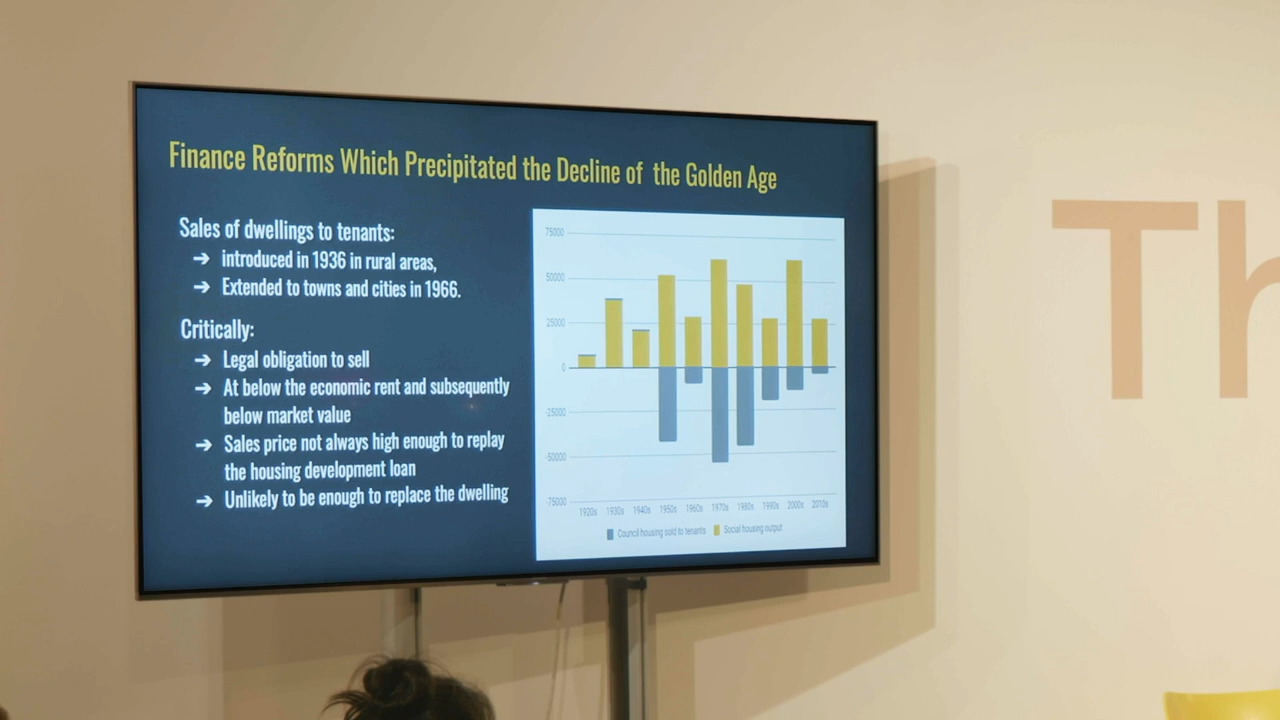 Finance Reforms Which Precipitated the Decline of the Golden Age
Sales of dwellings to tenants:
➔ introduced in 1936 in rural areas,
➔ Extended to towns and cities in 1966.
Critically:
➔ Legal obligation to sell
➔ At below the economic rent and subsequently
below market value
➔ Sales price not always high enough to replay
the housing development loan
➔ Unlikely to be enough to replace the dwelling
75000
50000
25000
0
-25000
-50000
-75000
1920s 1930s 1940s 1950s 1960s 1970s 1980s 1990s 2000s 2010s
Council housing sold to tenants Social housing output
Th